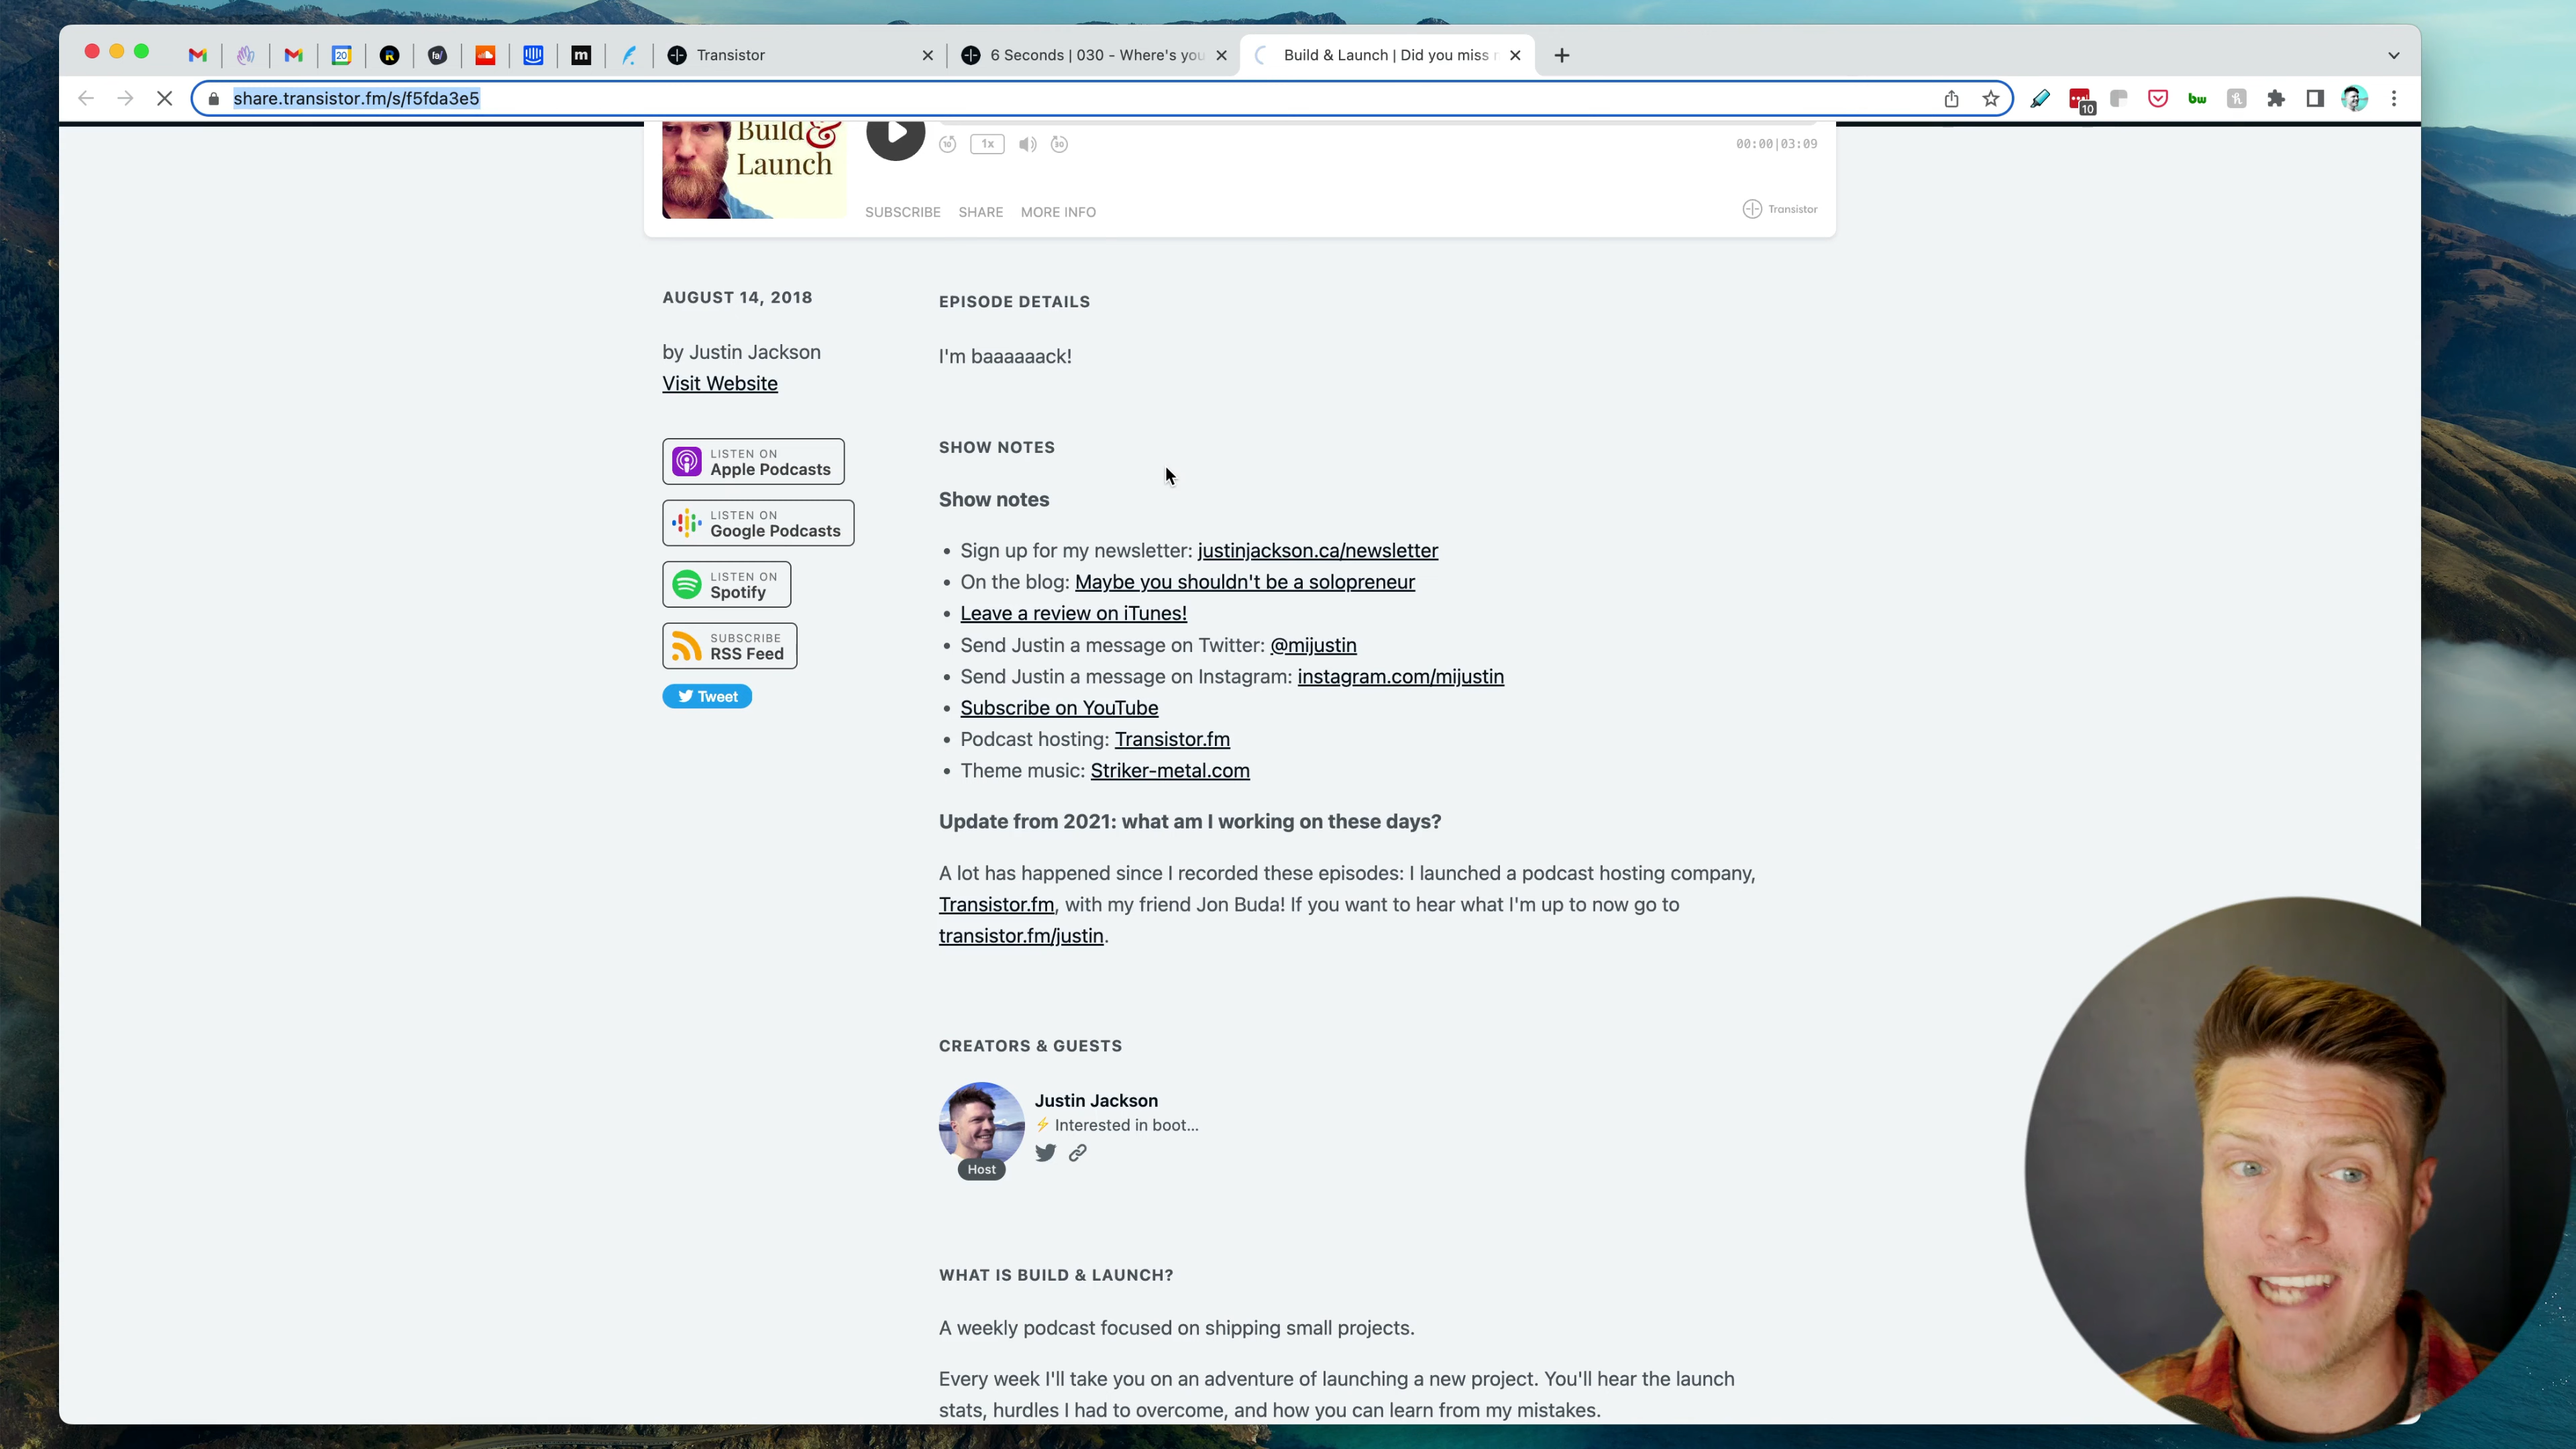 20
R
fa/
m
Transistor
6 Seconds | 030 - Where's you
Build & Launch | Did you miss
share.transistor.fm/s/f5fda3e5
10
bw
Build &
Launch
10
1x
30
00:00|03:09
SUBSCRIBE SHARE MORE INFO
Transistor
AUGUST 14, 2018
by Justin Jackson
Visit Website
LISTEN ON
Apple Podcasts
LISTEN ON
Google Podcasts
LISTEN ON
Spotify
SUBSCRIBE
RSS Feed
Tweet
EPISODE DETAILS
I'm baaaaaack!
SHOW NOTES
Show notes
• Sign up for my newsletter: justinjackson.ca/newsletter
• On the blog: Maybe you shouldn't be a solopreneur
• Leave a review on iTunes!
• Send Justin a message on Twitter: @mijustin
• Send Justin a message on Instagram: instagram.com/mijustin
• Subscribe on YouTube
• Podcast hosting: Transistor.fm
• Theme music: Striker-metal.com
Update from 2021: what am I working on these days?
A lot has happened since I recorded these episodes: I launched a podcast hosting company,
Transistor.fm, with my friend Jon Buda! If you want to hear what I'm up to now go to
transistor.fm/justin.
CREATORS & GUESTS
Justin Jackson
⚡ Interested in boot...
Host
WHAT IS BUILD & LAUNCH?
A weekly podcast focused on shipping small projects.
Every week I'll take you on an adventure of launching a new project. You'll hear the launch
stats, hurdles I had to overcome, and how you can learn from my mistakes.